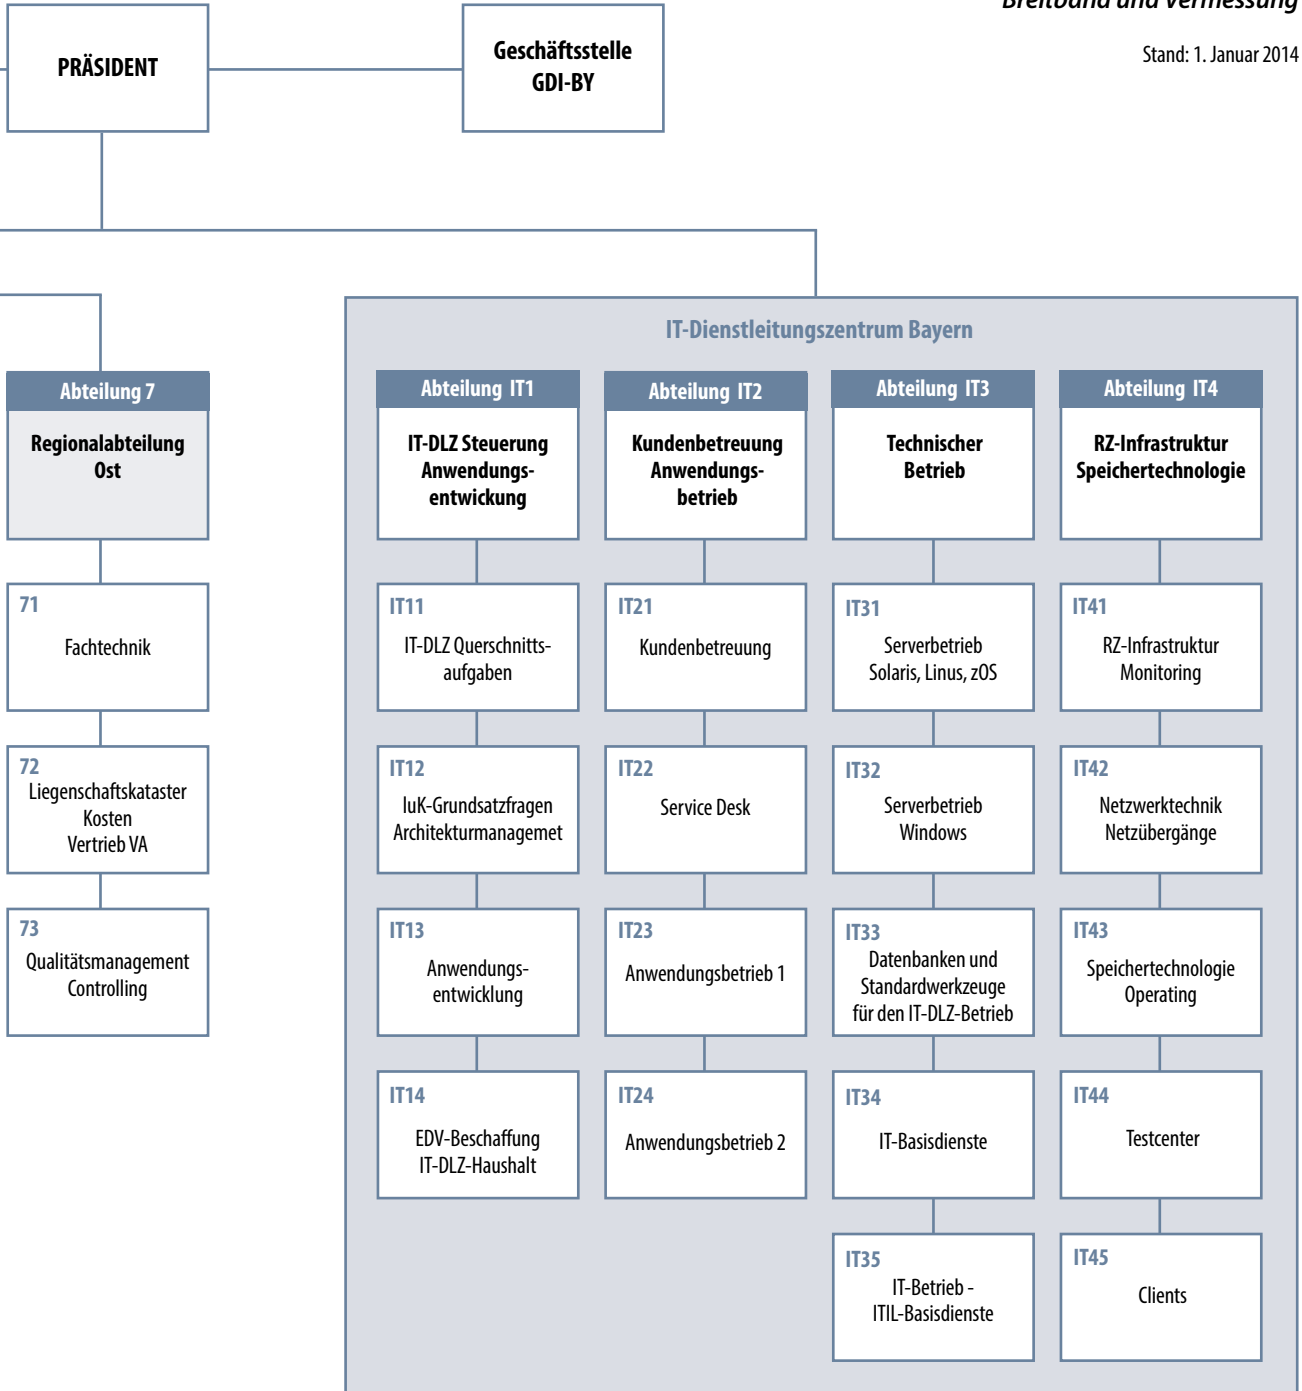 Breitband und Vermessung
Stand: 1. Januar 2014
PRÄSIDENT
Geschäftsstelle
GDI-BY
Abteilung 7
Regionalabteilung
Ost
71
Fachtechnik
72
Liegenschaftskataster
Kosten
Vertrieb VA
73
Qualitätsmanagement
Controlling
IT-Dienstleitungszentrum Bayern
Abteilung IT1
IT-DLZ Steuerung
Anwendungs-
entwickung
IT11
IT-DLZ Querschnitts-
aufgaben
IT12
IuK-Grundsatzfragen
Architekturmanagemet
IT13
Anwendungs-
entwicklung
IT14
EDV-Beschaffung
IT-DLZ-Haushalt
Abteilung IT2
Kundenbetreuung
Anwendungs-
betrieb
IT21
Kundenbetreuung
IT22
Service Desk
IT23
Anwendungsbetrieb 1
IT24
Anwendungsbetrieb 2
Abteilung IT3
Technischer
Betrieb
IT31
Serverbetrieb
Solaris, Linus, zOS
IT32
Serverbetrieb
Windows
IT33
Datenbanken und
Standardwerkzeuge
für den IT-DLZ-Betrieb
IT34
IT-Basisdienste
IT35
IT-Betrieb -
ITIL-Basisdienste
Abteilung IT4
RZ-Infrastruktur
Speichertechnologie
IT41
RZ-Infrastruktur
Monitoring
IT42
Netzwerktechnik
Netzübergänge
IT43
Speichertechnologie
Operating
IT44
Testcenter
IT45
Clients